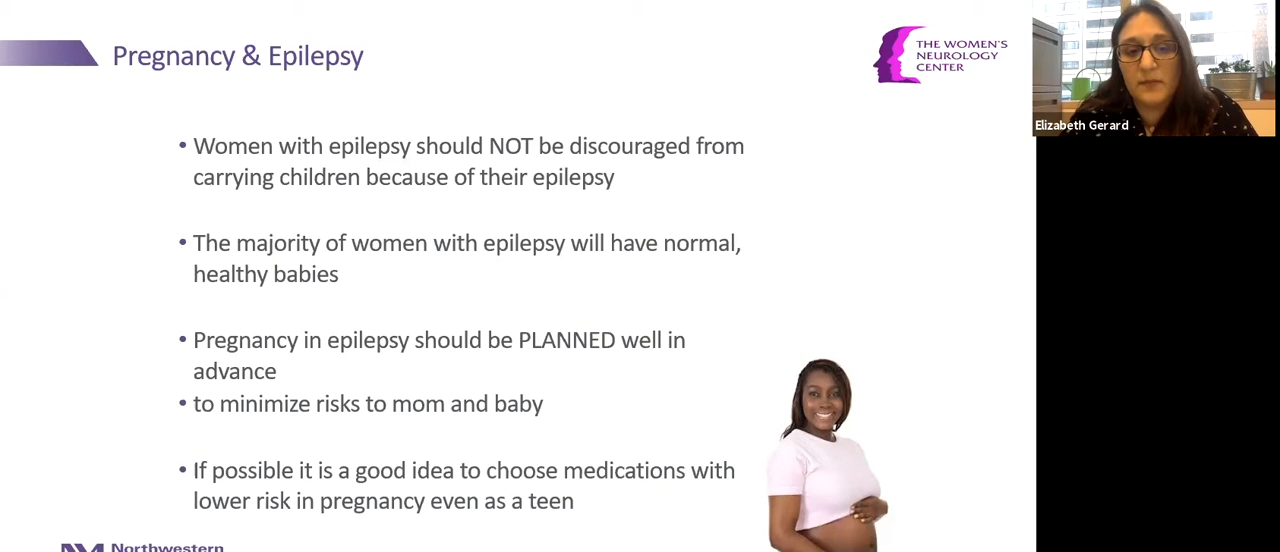 Pregnancy & Epilepsy
THE WOMEN'S
NEUROLOGY
CENTER
Elizabeth Gerard
• Women with epilepsy should NOT be discouraged from
carrying children because of their epilepsy
• The majority of women with epilepsy will have normal,
healthy babies
• Pregnancy in epilepsy should be PLANNED well in
advance
• to minimize risks to mom and baby
• If possible it is a good idea to choose medications with
lower risk in pregnancy even as a teen
Northwestern